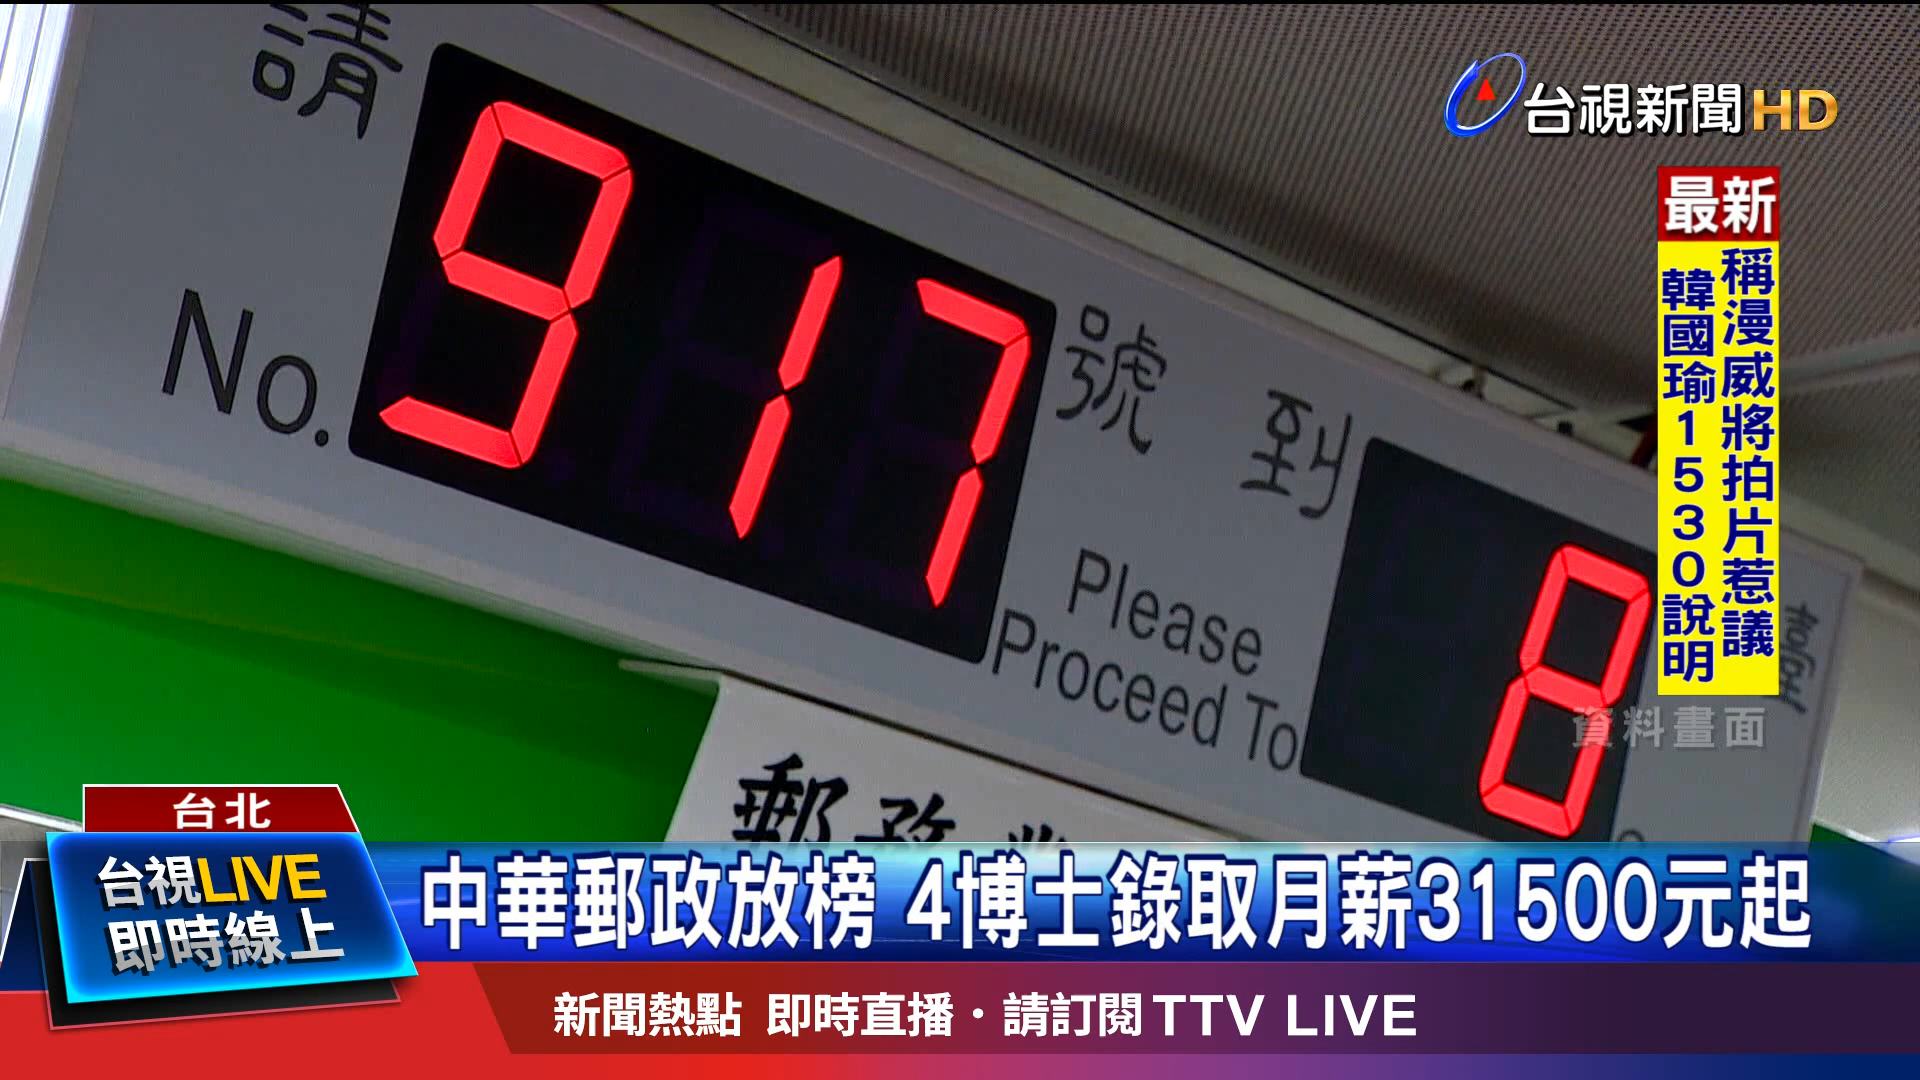 請
No.
917
號 到
Please
Proceed To
8
臺
郵務業
台視新聞HD
最新
稱漫威將拍片惹議
韓國瑜1530說明
資料畫面
台北
台視LIVE
即時線上
中華郵政放榜 4博士錄取月薪31500元起
新聞熱點 即時直播・請訂閱TTV LIVE